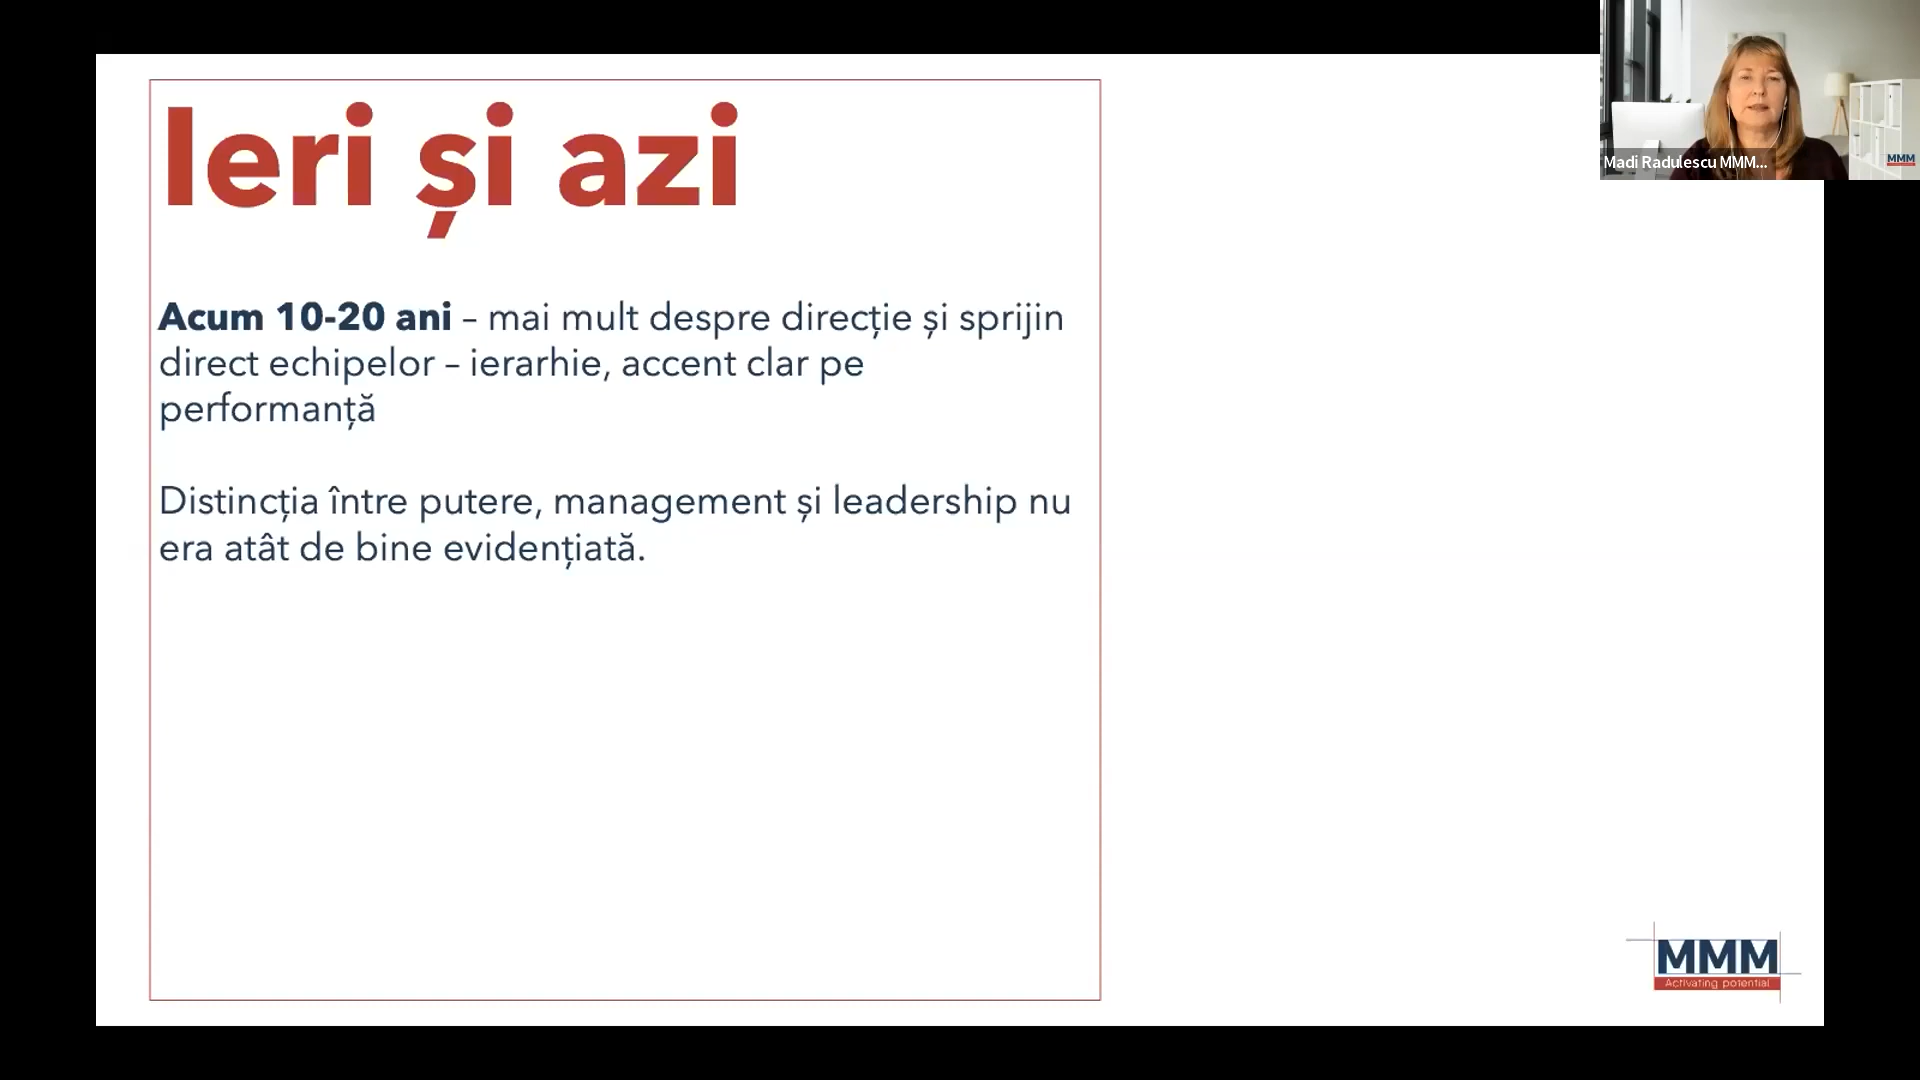 Ieri și azi
Acum 10-20 ani – mai mult despre direcție și sprijin
direct echipelor – ierarhie, accent clar pe
performanță
Distincția între putere, management și leadership nu
era atât de bine evidențiată.
Madi Radulescu MMM...
MMM
MMM
Activating potential